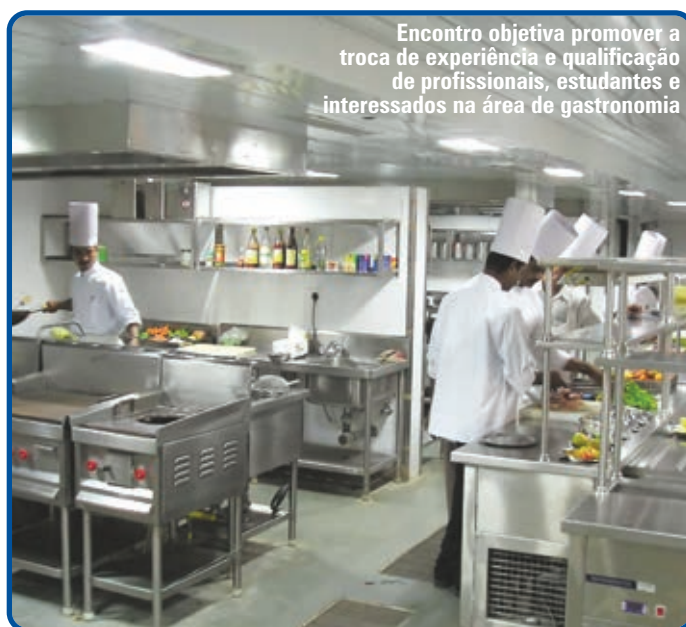 Encontro objetiva promover a
troca de experiência e qualificação
de profissionais, estudantes e
interessados na área de gastronomia